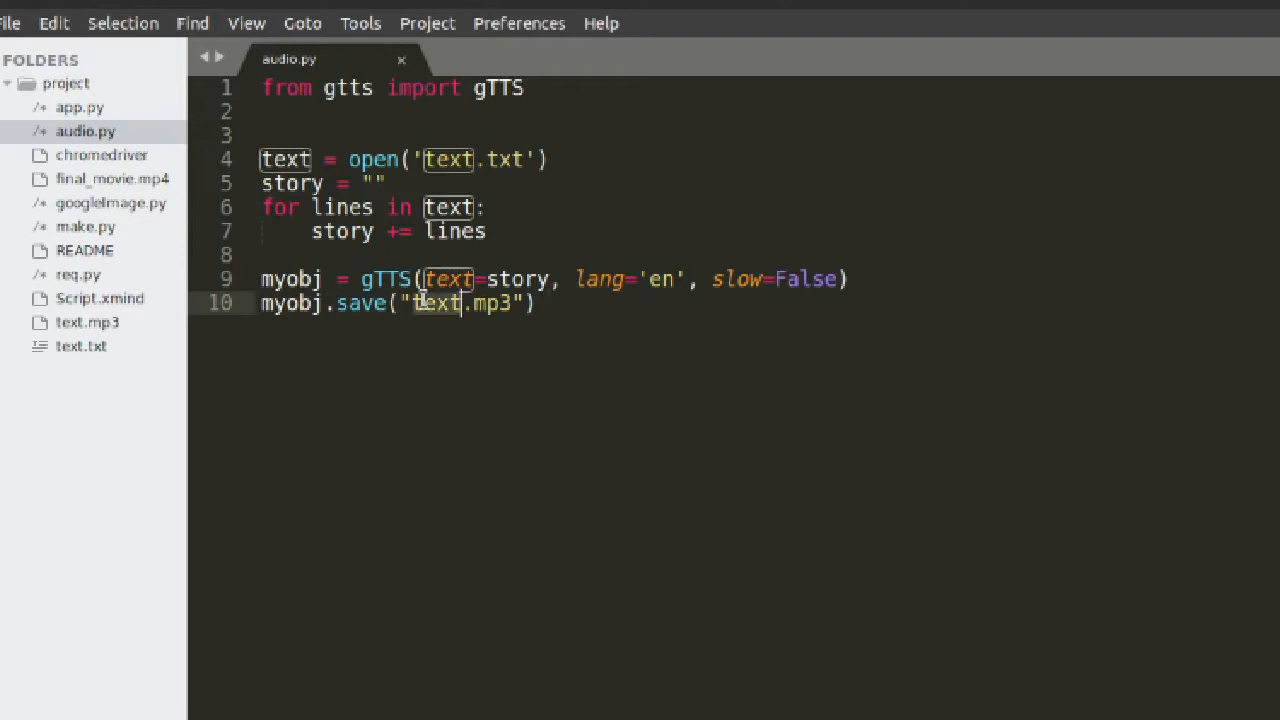 File Edit Selection Find View Goto Tools Project Preferences Help
FOLDERS
project
app.py
audio.py
chromedriver
final_movie.mp4
googleImage.py
make.py
README
req.py
Script.xmind
text.mp3
text.txt
audio.py
1 from gtts import gTTS
2
3
4 text = open('text.txt')
5 story = ""
6 for lines in text:
7     story += lines
8
9 myobj = gTTS(text=story, lang='en', slow=False)
10 myobj.save("text.mp3")